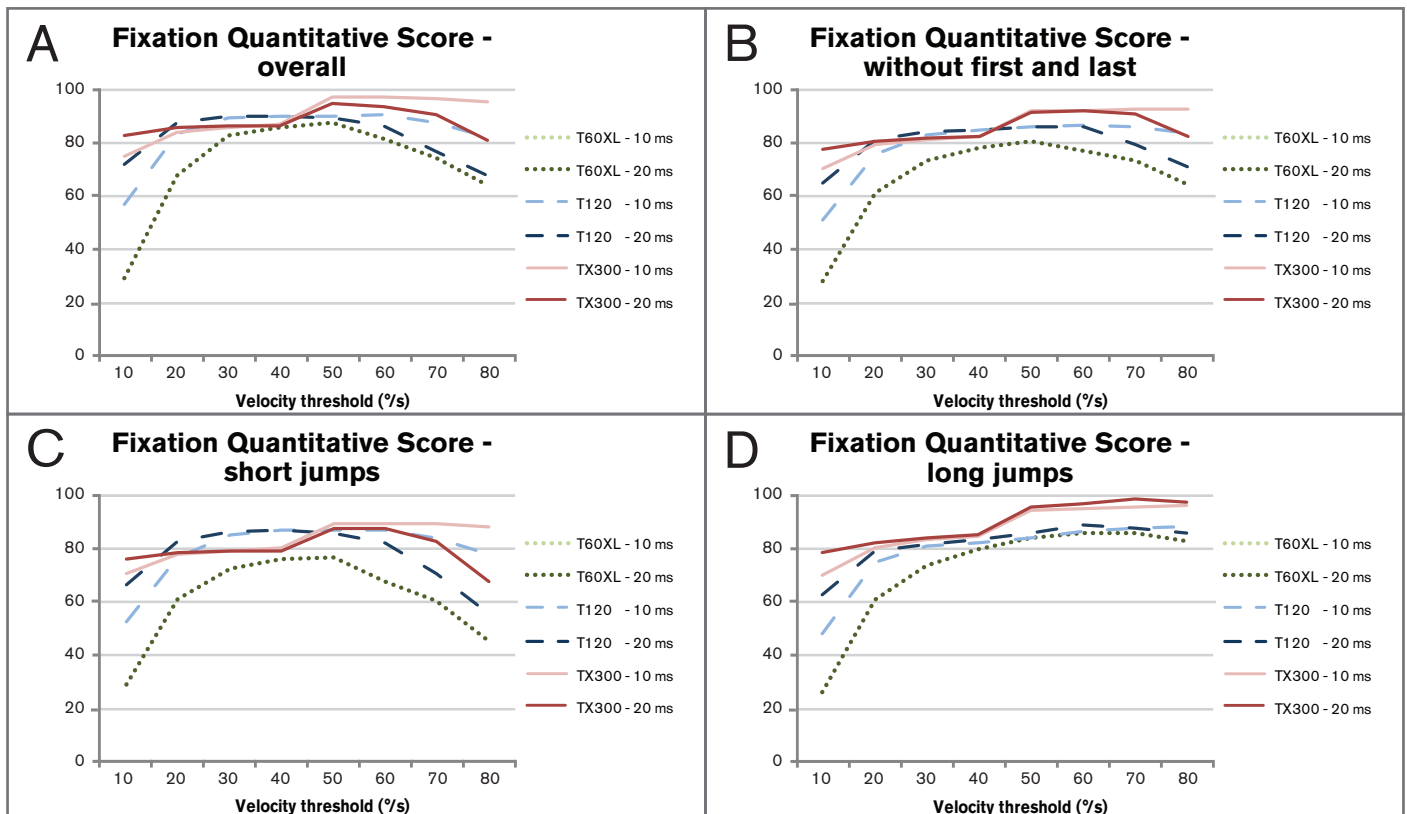 A
Fixation Quantitative Score -
overall
100
80
60
40
20
0
10 20 30 40 50 60 70 80
Velocity threshold (º/s)
T60XL - 10 ms
T60XL - 20 ms
T120 - 10 ms
T120 - 20 ms
TX300 - 10 ms
TX300 - 20 ms
B
Fixation Quantitative Score -
without first and last
100
80
60
40
20
0
10 20 30 40 50 60 70 80
Velocity threshold (º/s)
T60XL - 10 ms
T60XL - 20 ms
T120 - 10 ms
T120 - 20 ms
TX300 - 10 ms
TX300 - 20 ms
C
Fixation Quantitative Score -
short jumps
100
80
60
40
20
0
10 20 30 40 50 60 70 80
Velocity threshold (º/s)
T60XL - 10 ms
T60XL - 20 ms
T120 - 10 ms
T120 - 20 ms
TX300 - 10 ms
TX300 - 20 ms
D
Fixation Quantitative Score -
long jumps
100
80
60
40
20
0
10 20 30 40 50 60 70 80
Velocity threshold (º/s)
T60XL - 10 ms
T60XL - 20 ms
T120 - 10 ms
T120 - 20 ms
TX300 - 10 ms
TX300 - 20 ms